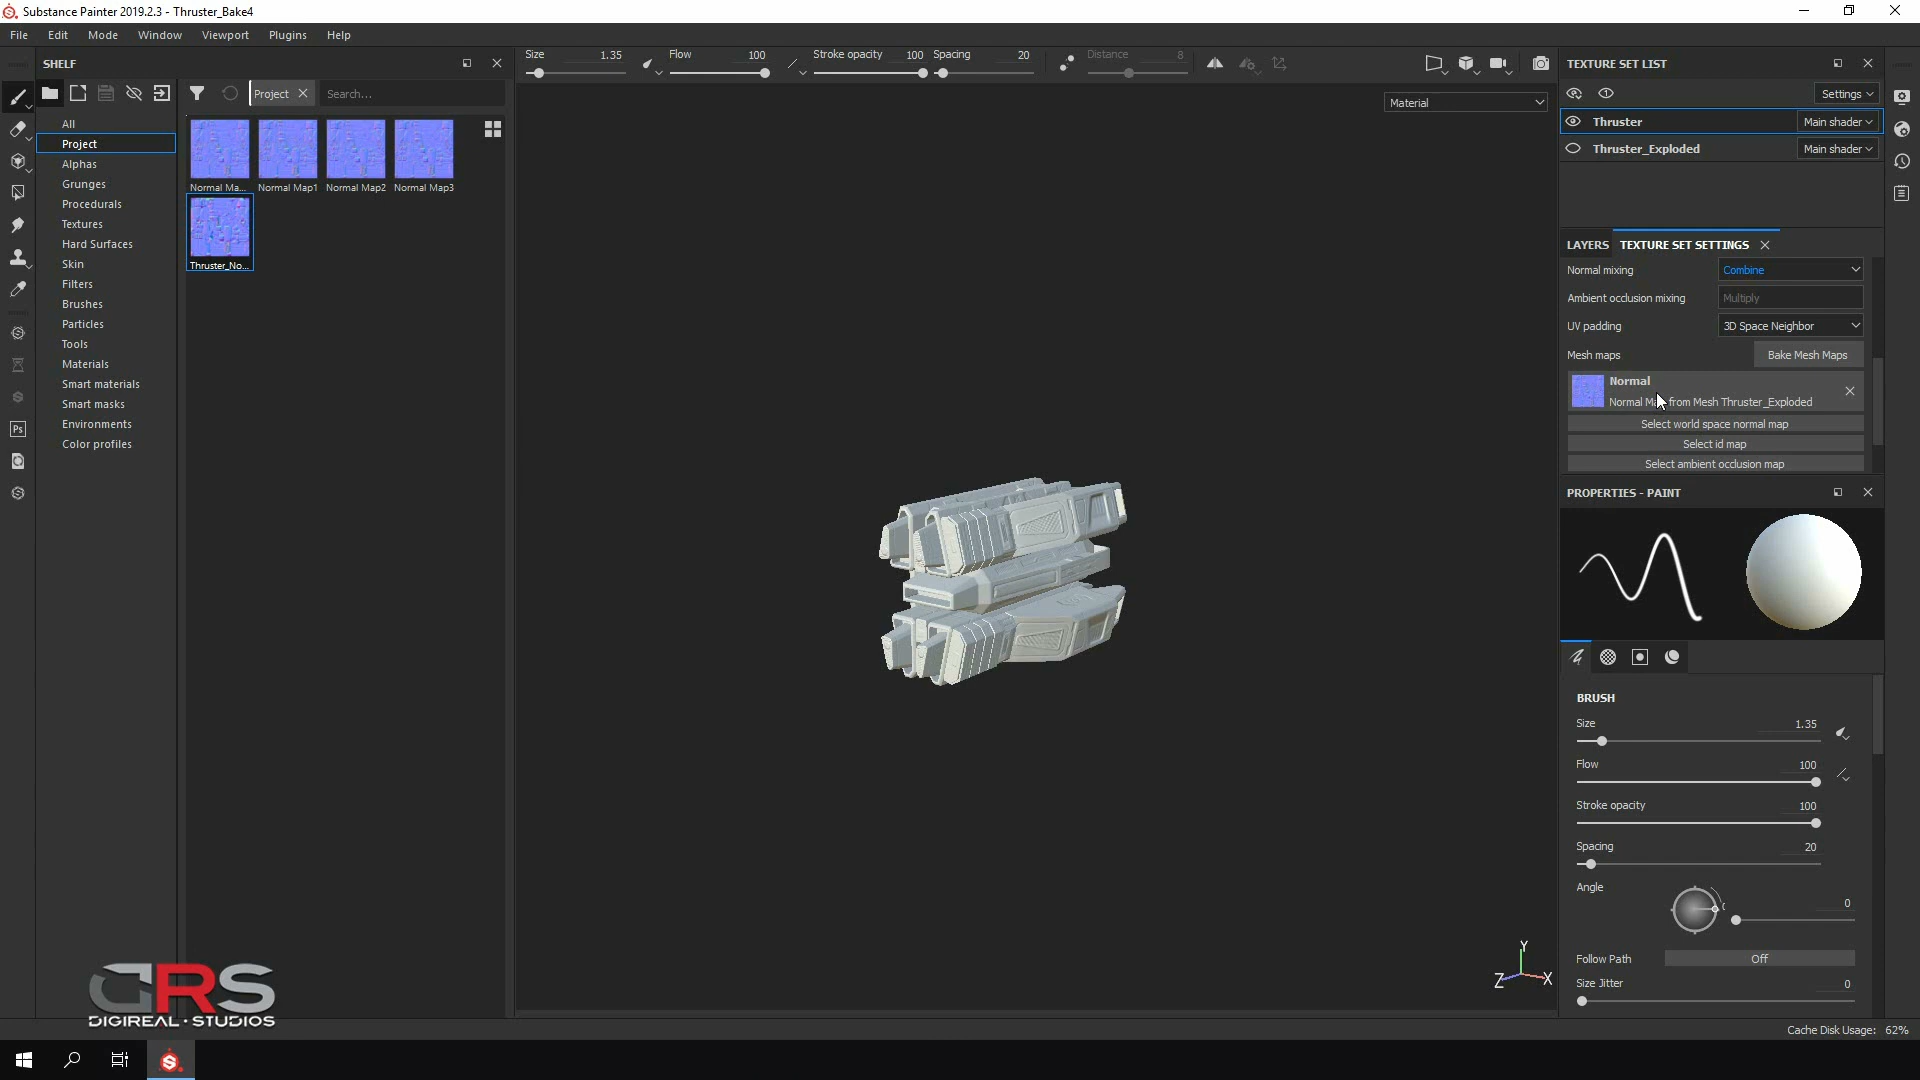 Substance Painter 2019.2.3 - Thruster_Bake4
File Edit Mode Window Viewport Plugins Help
SHELF
Project
Search...
All
Project
Alphas
Grunges
Procedurals
Textures
Hard Surfaces
Skin
Filters
Brushes
Particles
Tools
Materials
Smart materials
Smart masks
Environments
Color profiles
Normal Ma... Normal Map1 Normal Map2 Normal Map3
Thruster_No...
Size 1.35 Flow 100 Stroke opacity 100 Spacing 20 Distance 8
Material
TEXTURE SET LIST
Settings
Thruster Main shader
Thruster_Exploded Main shader
LAYERS TEXTURE SET SETTINGS
Normal mixing Combine
Ambient occlusion mixing Multiply
UV padding 3D Space Neighbor
Mesh maps Bake Mesh Maps
Normal
Normal from Mesh Thruster_Exploded
Select world space normal map
Select id map
Select ambient occlusion map
PROPERTIES - PAINT
BRUSH
Size 1.35
Flow 100
Stroke opacity 100
Spacing 20
Angle 0
Follow Path Off
Size Jitter 0
Y
Z X
Ps
DRS
DIGIREAL·STUDIOS
Cache Disk Usage: 62%